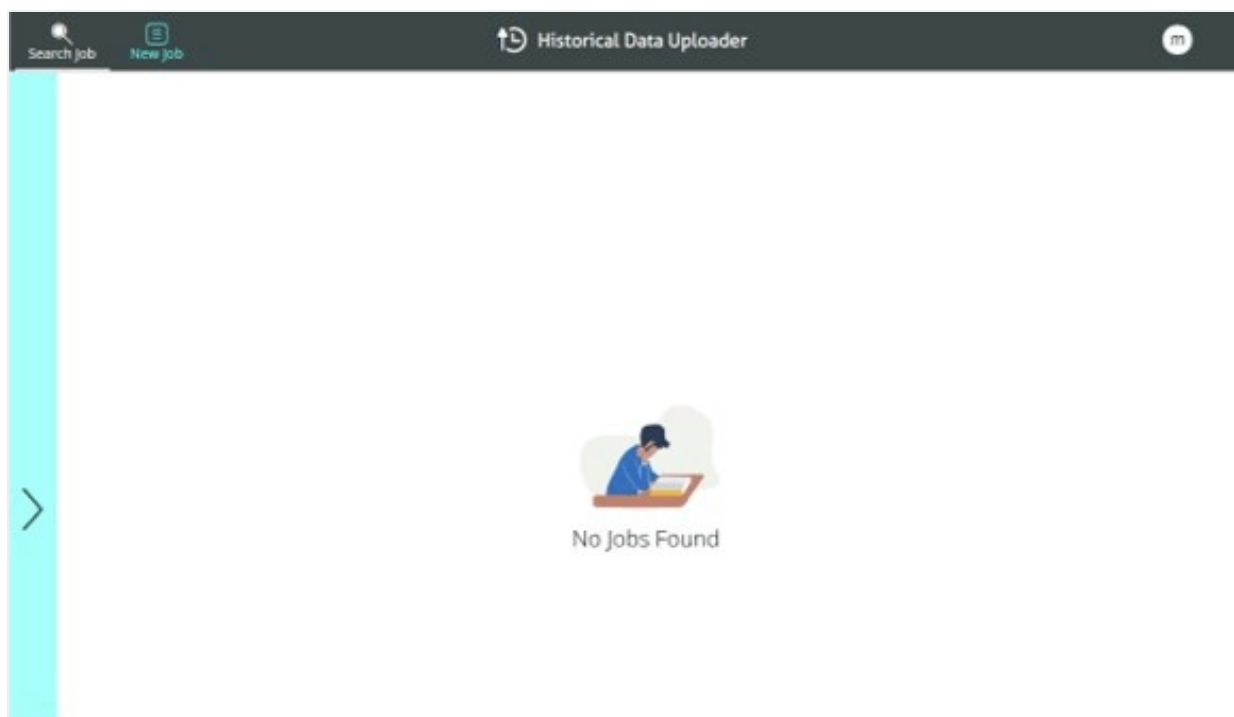 Search Job
New Job
Historical Data Uploader
m
No Jobs Found